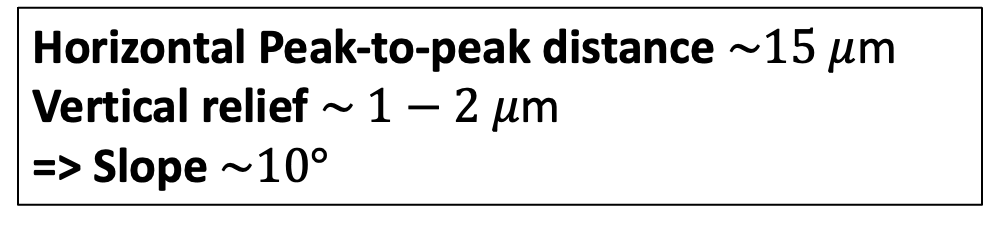 Horizontal Peak-to-peak distance ~15 μm
Vertical relief ~ 1 − 2 μm
=> Slope ~10°